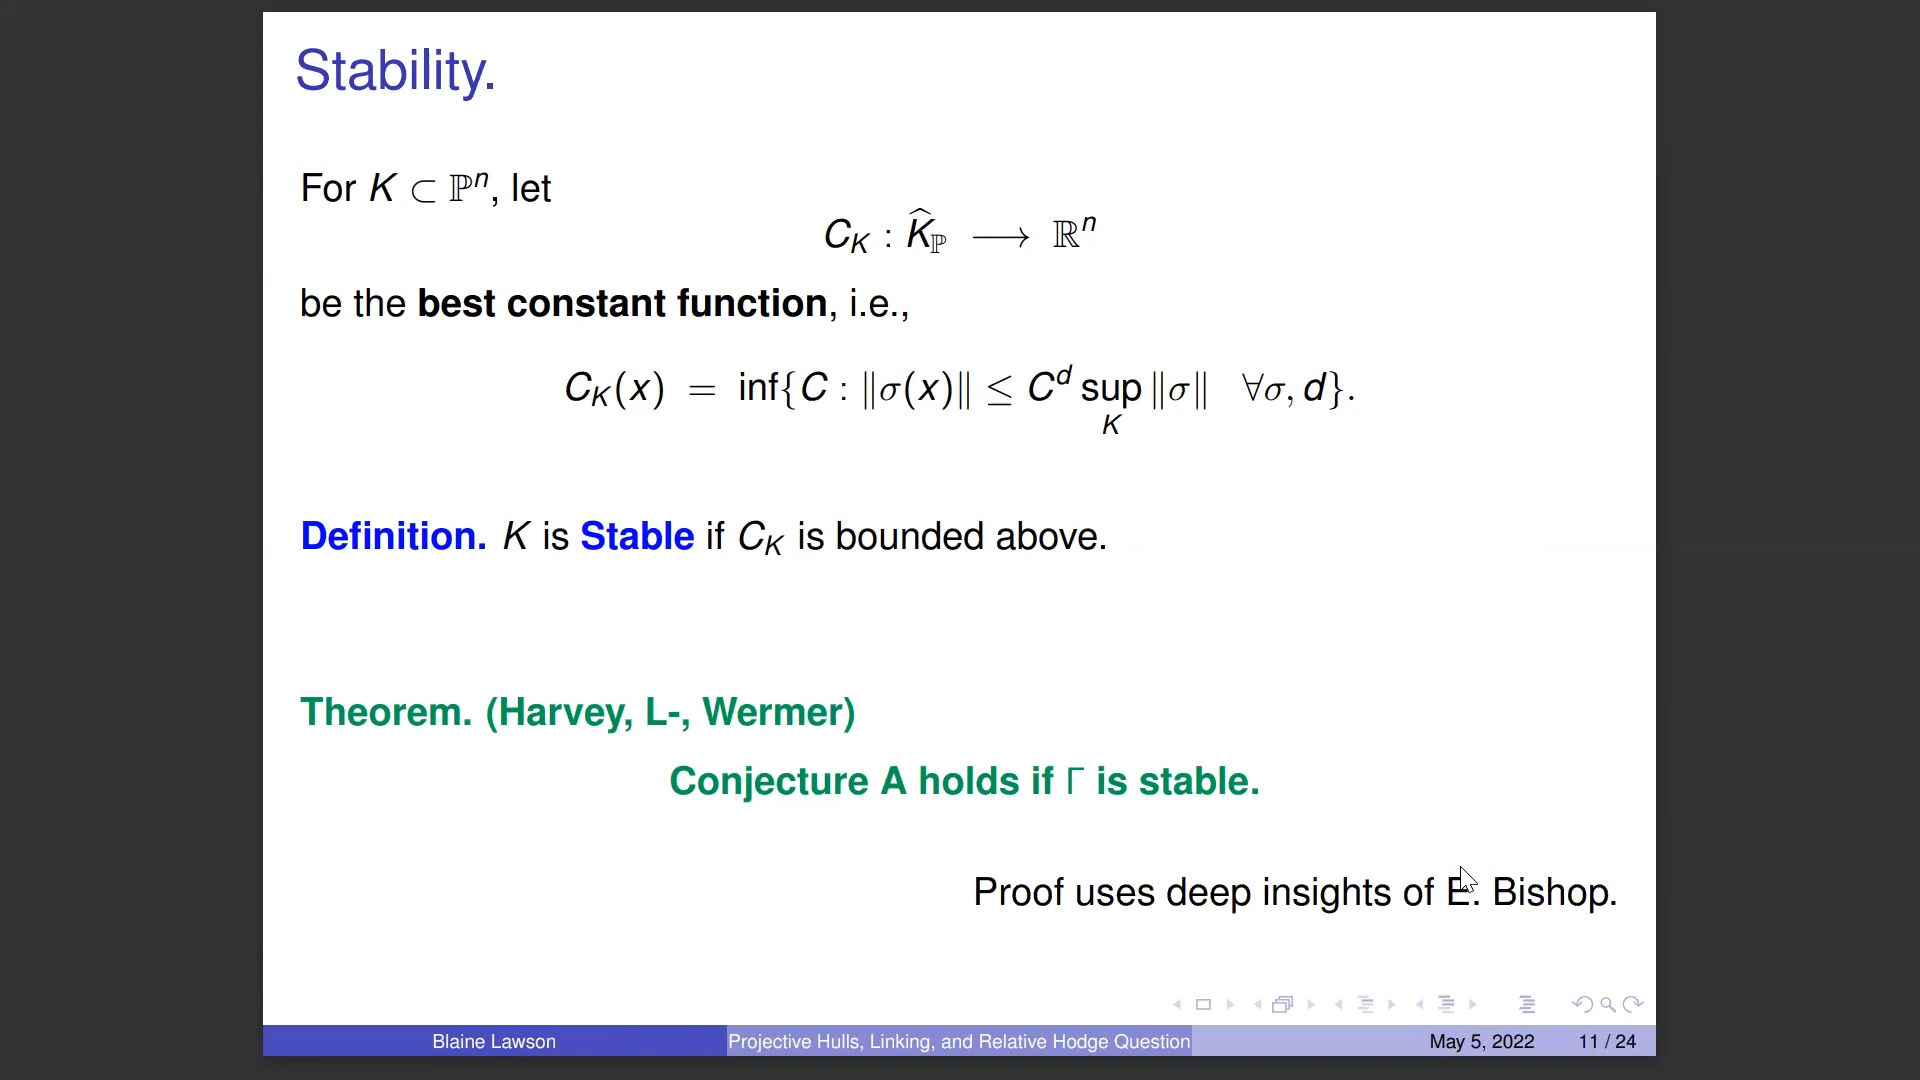 Stability.
For K ⊂ ℙⁿ, let
C_K : K̂_ℙ ⟶ ℝⁿ
be the best constant function, i.e.,
C_K(x) = inf{C : ‖σ(x)‖ ≤ C^d sup_K ‖σ‖ ∀σ, d}.
Definition. K is Stable if C_K is bounded above.
Theorem. (Harvey, L-, Wermer)
Conjecture A holds if Γ is stable.
Proof uses deep insights of E. Bishop.
Blaine Lawson Projective Hulls, Linking, and Relative Hodge Question May 5, 2022 11 / 24